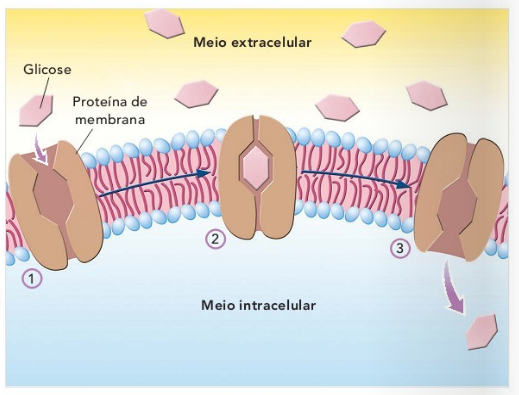 Meio extracelular
Glicose
Proteína de
membrana
1
2
3
Meio intracelular